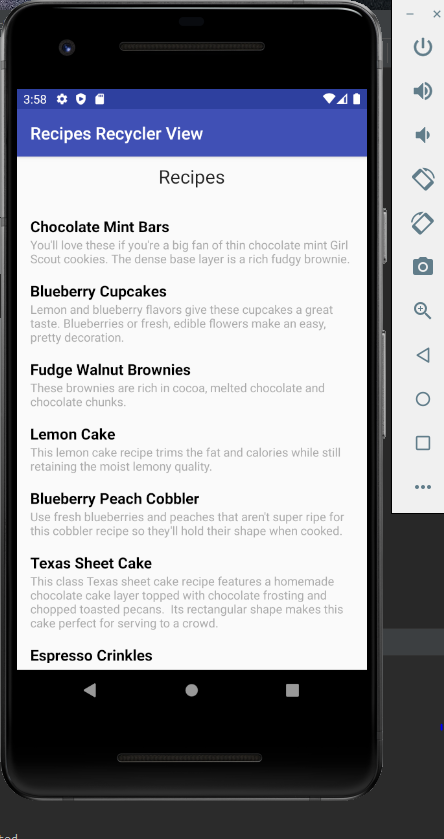 3:58
Recipes Recycler View
Recipes
Chocolate Mint Bars
You'll love these if you're a big fan of thin chocolate mint Girl
Scout cookies. The dense base layer is a rich fudgy brownie.
Blueberry Cupcakes
Lemon and blueberry flavors give these cupcakes a great
taste. Blueberries or fresh, edible flowers make an easy,
pretty decoration.
Fudge Walnut Brownies
These brownies are rich in cocoa, melted chocolate and
chocolate chunks.
Lemon Cake
This lemon cake recipe trims the fat and calories while still
retaining the moist lemony quality.
Blueberry Peach Cobbler
Use fresh blueberries and peaches that aren't super ripe for
this cobbler recipe so they'll hold their shape when cooked.
Texas Sheet Cake
This class Texas sheet cake recipe features a homemade
chocolate cake layer topped with chocolate frosting and
chopped toasted pecans.  Its rectangular shape makes this
cake perfect for serving to a crowd.
Espresso Crinkles